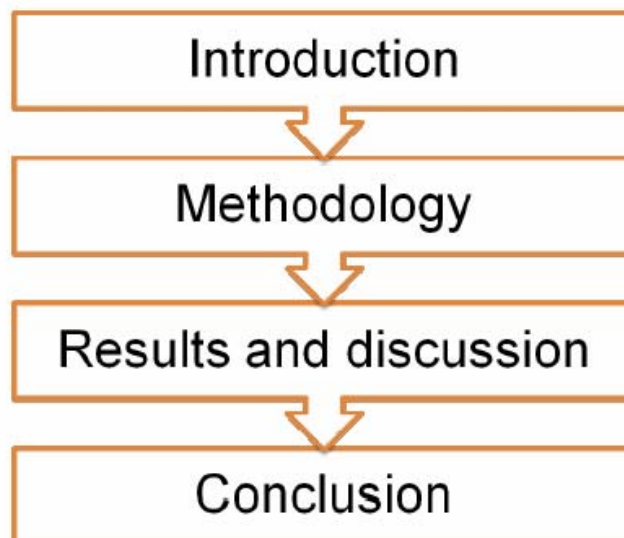 Introduction
Methodology
Results and discussion
Conclusion